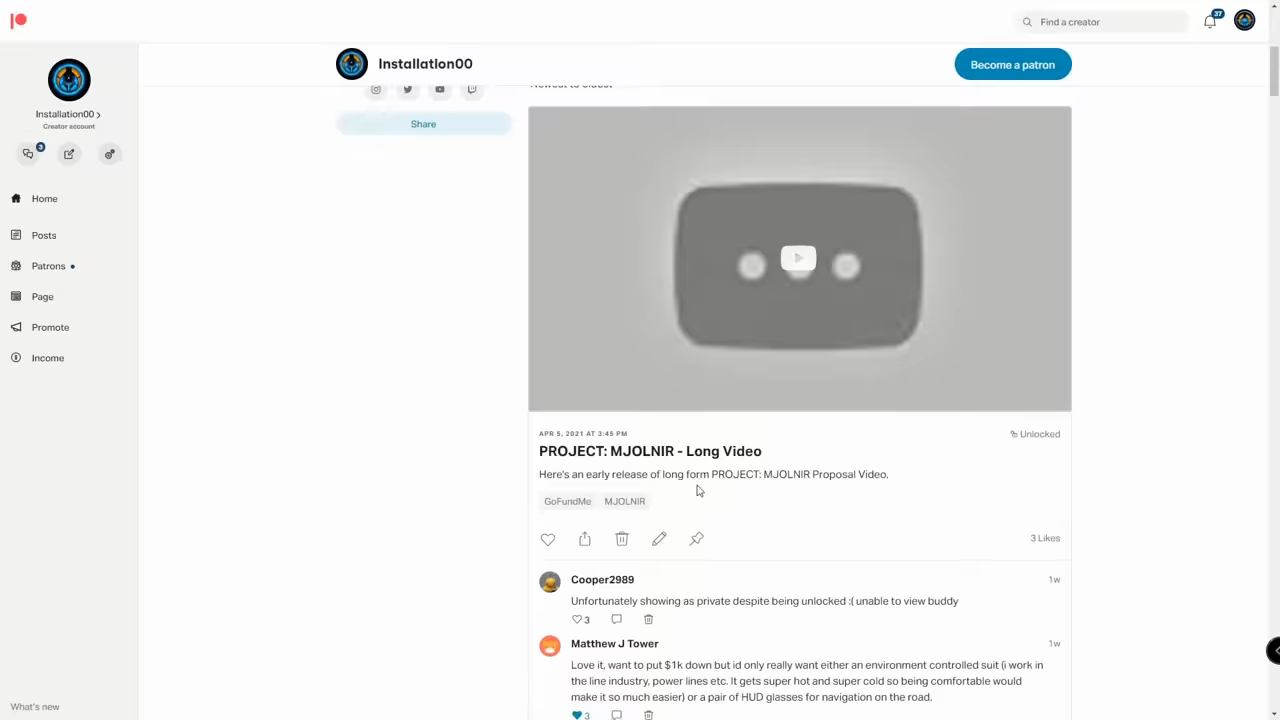 Find a creator
37
Installation00
Become a patron
Installation00
Creator account
3
Newest to oldest
Share
Home
Posts
Patrons
Page
Promote
Income
APR 5, 2021 AT 3:45 PM
Unlocked
PROJECT: MJOLNIR - Long Video
Here's an early release of long form PROJECT: MJOLNIR Proposal Video.
GoFundMe
MJOLNIR
3 Likes
Cooper2989
1w
Unfortunately showing as private despite being unlocked :( unable to view buddy
3
Matthew J Tower
1w
Love it, want to put $1k down but id only really want either an environment controlled suit (i work in
the line industry, power lines etc. It gets super hot and super cold so being comfortable would
make it so much easier) or a pair of HUD glasses for navigation on the road.
3
What's new